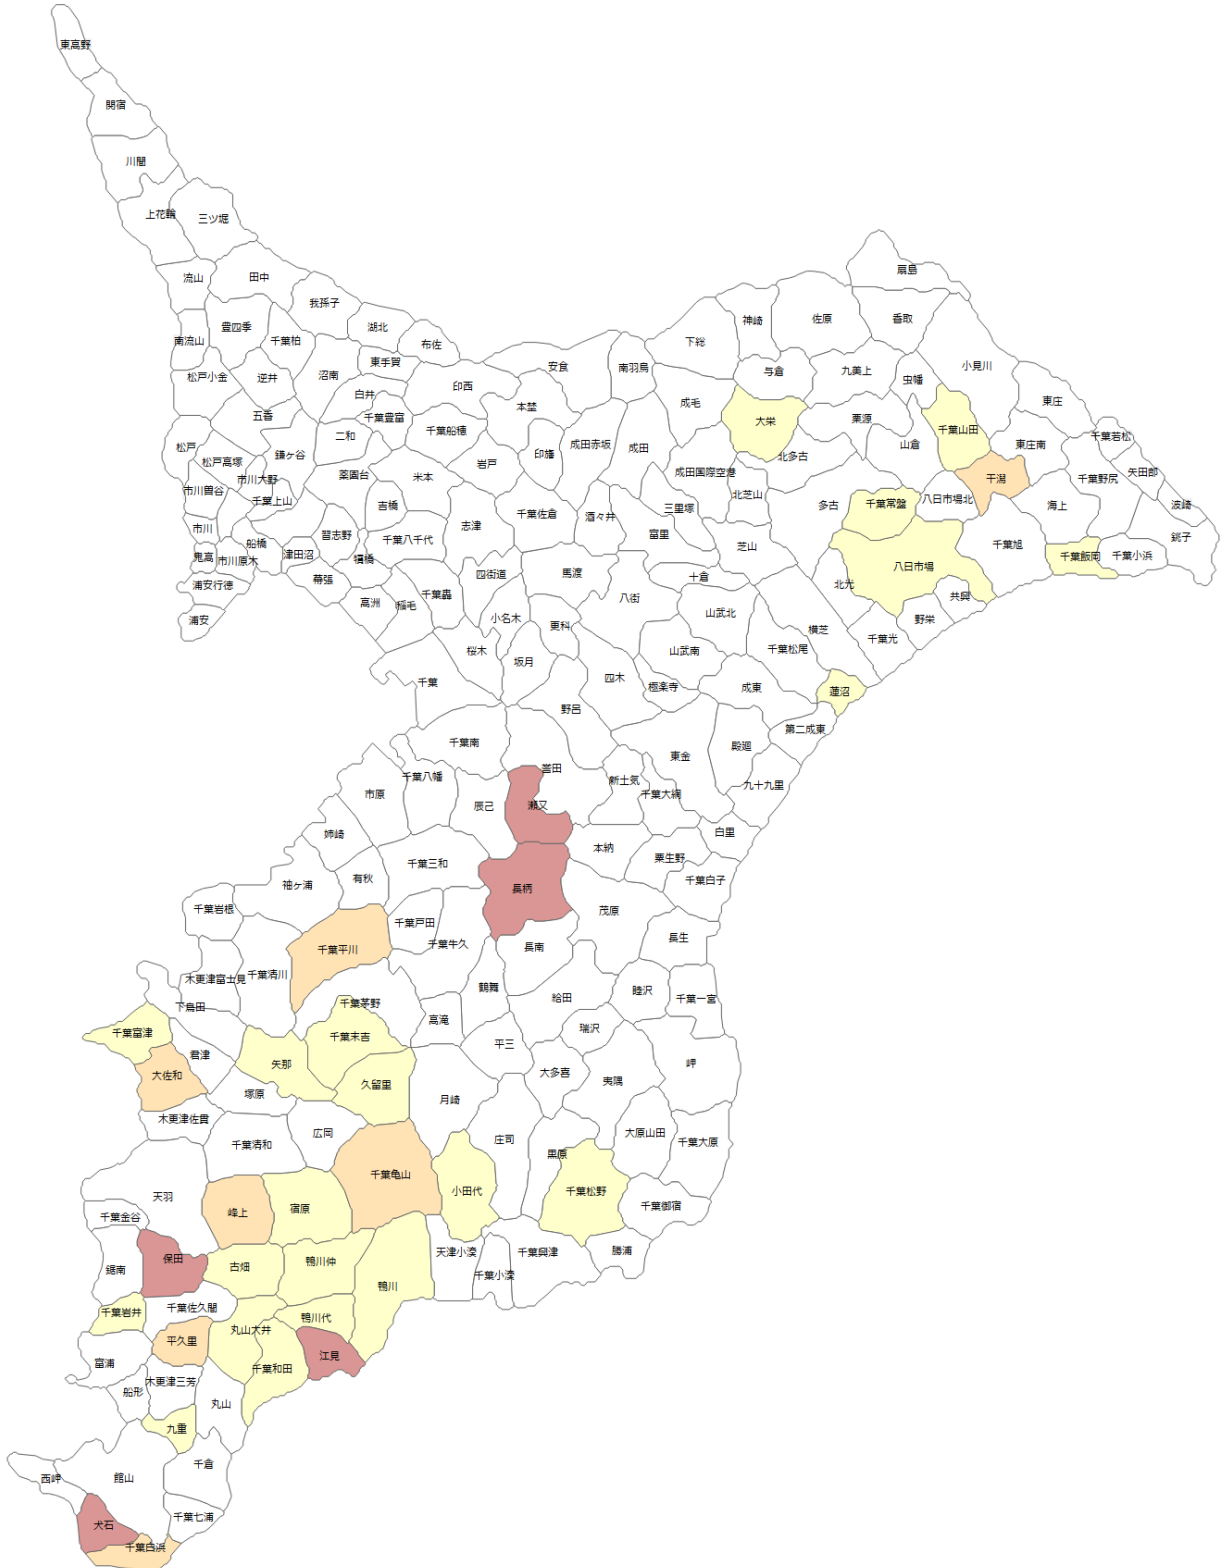 東高野
関宿
川間
上花輪
三ツ堀
扇島
流山
田中
我孫子
神崎
佐原
香取
南流山
豊四季
千葉柏
湖北
布佐
下総
松戸小金
逆井
沼南
東手賀
安食
南羽鳥
与倉
九美上
虫幡
小見川
五香
白井
印西
本埜
成毛
大栄
栗源
東庄
千葉豊富
松戸
松戸高塚
鎌ヶ谷
二和
千葉船穂
成田赤坂
成田
山倉
千葉山田
東庄南
千葉若松
市川曽谷
市川大野
千葉上山
薬園台
米本
岩戸
印旛
成田国際空港
北多古
矢田部
千葉野尻
干潟
市川
船橋
習志野
吉橋
志津
千葉佐倉
酒々井
三里塚
北芝山
多古
千葉常盤
八日市場北
海上
波崎
銚子
鬼高
市川原木
津田沼
犢橋
千葉八千代
富里
芝山
千葉旭
千葉飯岡
千葉小浜
浦安行徳
幕張
四街道
馬渡
十倉
北光
八日市場
浦安
高洲
稲毛
千葉轟
小名木
更科
八街
山武北
横芝
共興
野栄
千葉光
千葉
桜木
坂月
四木
山武南
千葉松尾
極楽寺
成東
蓮沼
千葉南
野呂
東金
殿廻
第二成東
市原
千葉八幡
辰己
誉田
瀬又
新土気
千葉大網
九十九里
姉崎
千葉三和
本納
白里
袖ヶ浦
有秋
長柄
粟生野
千葉白子
千葉岩根
千葉平川
千葉戸田
千葉牛久
茂原
長生
木更津富士見
千葉清川
長南
下烏田
千葉茅野
鶴舞
給田
睦沢
千葉一宮
千葉富津
千葉末吉
高滝
瑞沢
君津
矢那
平三
大佐和
久留里
大多喜
夷隅
岬
塚原
月崎
木更津佐貫
千葉清和
広岡
庄司
黒原
大原山田
千葉大原
天羽
千葉亀山
小田代
千葉松野
千葉御宿
千葉金谷
峰上
宿原
保田
鋸南
古畑
鴨川仲
鴨川
天津小湊
千葉小湊
千葉興津
勝浦
千葉岩井
千葉佐久間
鴨川代
平久里
丸山大井
江見
富浦
千葉和田
船形
木更津三芳
丸山
九重
西岬
館山
千倉
犬石
千葉七浦
千葉白浜